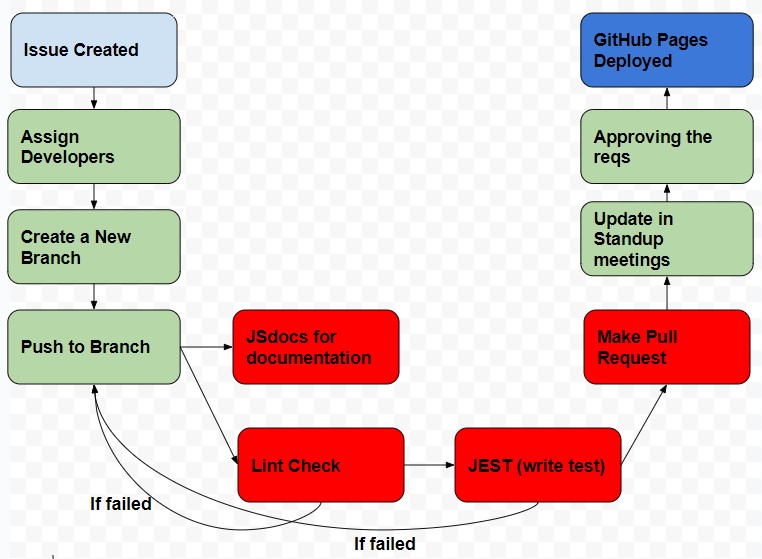 Issue Created
Assign
Developers
Create a New
Branch
Push to Branch
JSdocs for
documentation
Lint Check
JEST (write test)
If failed
If failed
Make Pull
Request
Update in
Standup
meetings
Approving the
reqs
GitHub Pages
Deployed